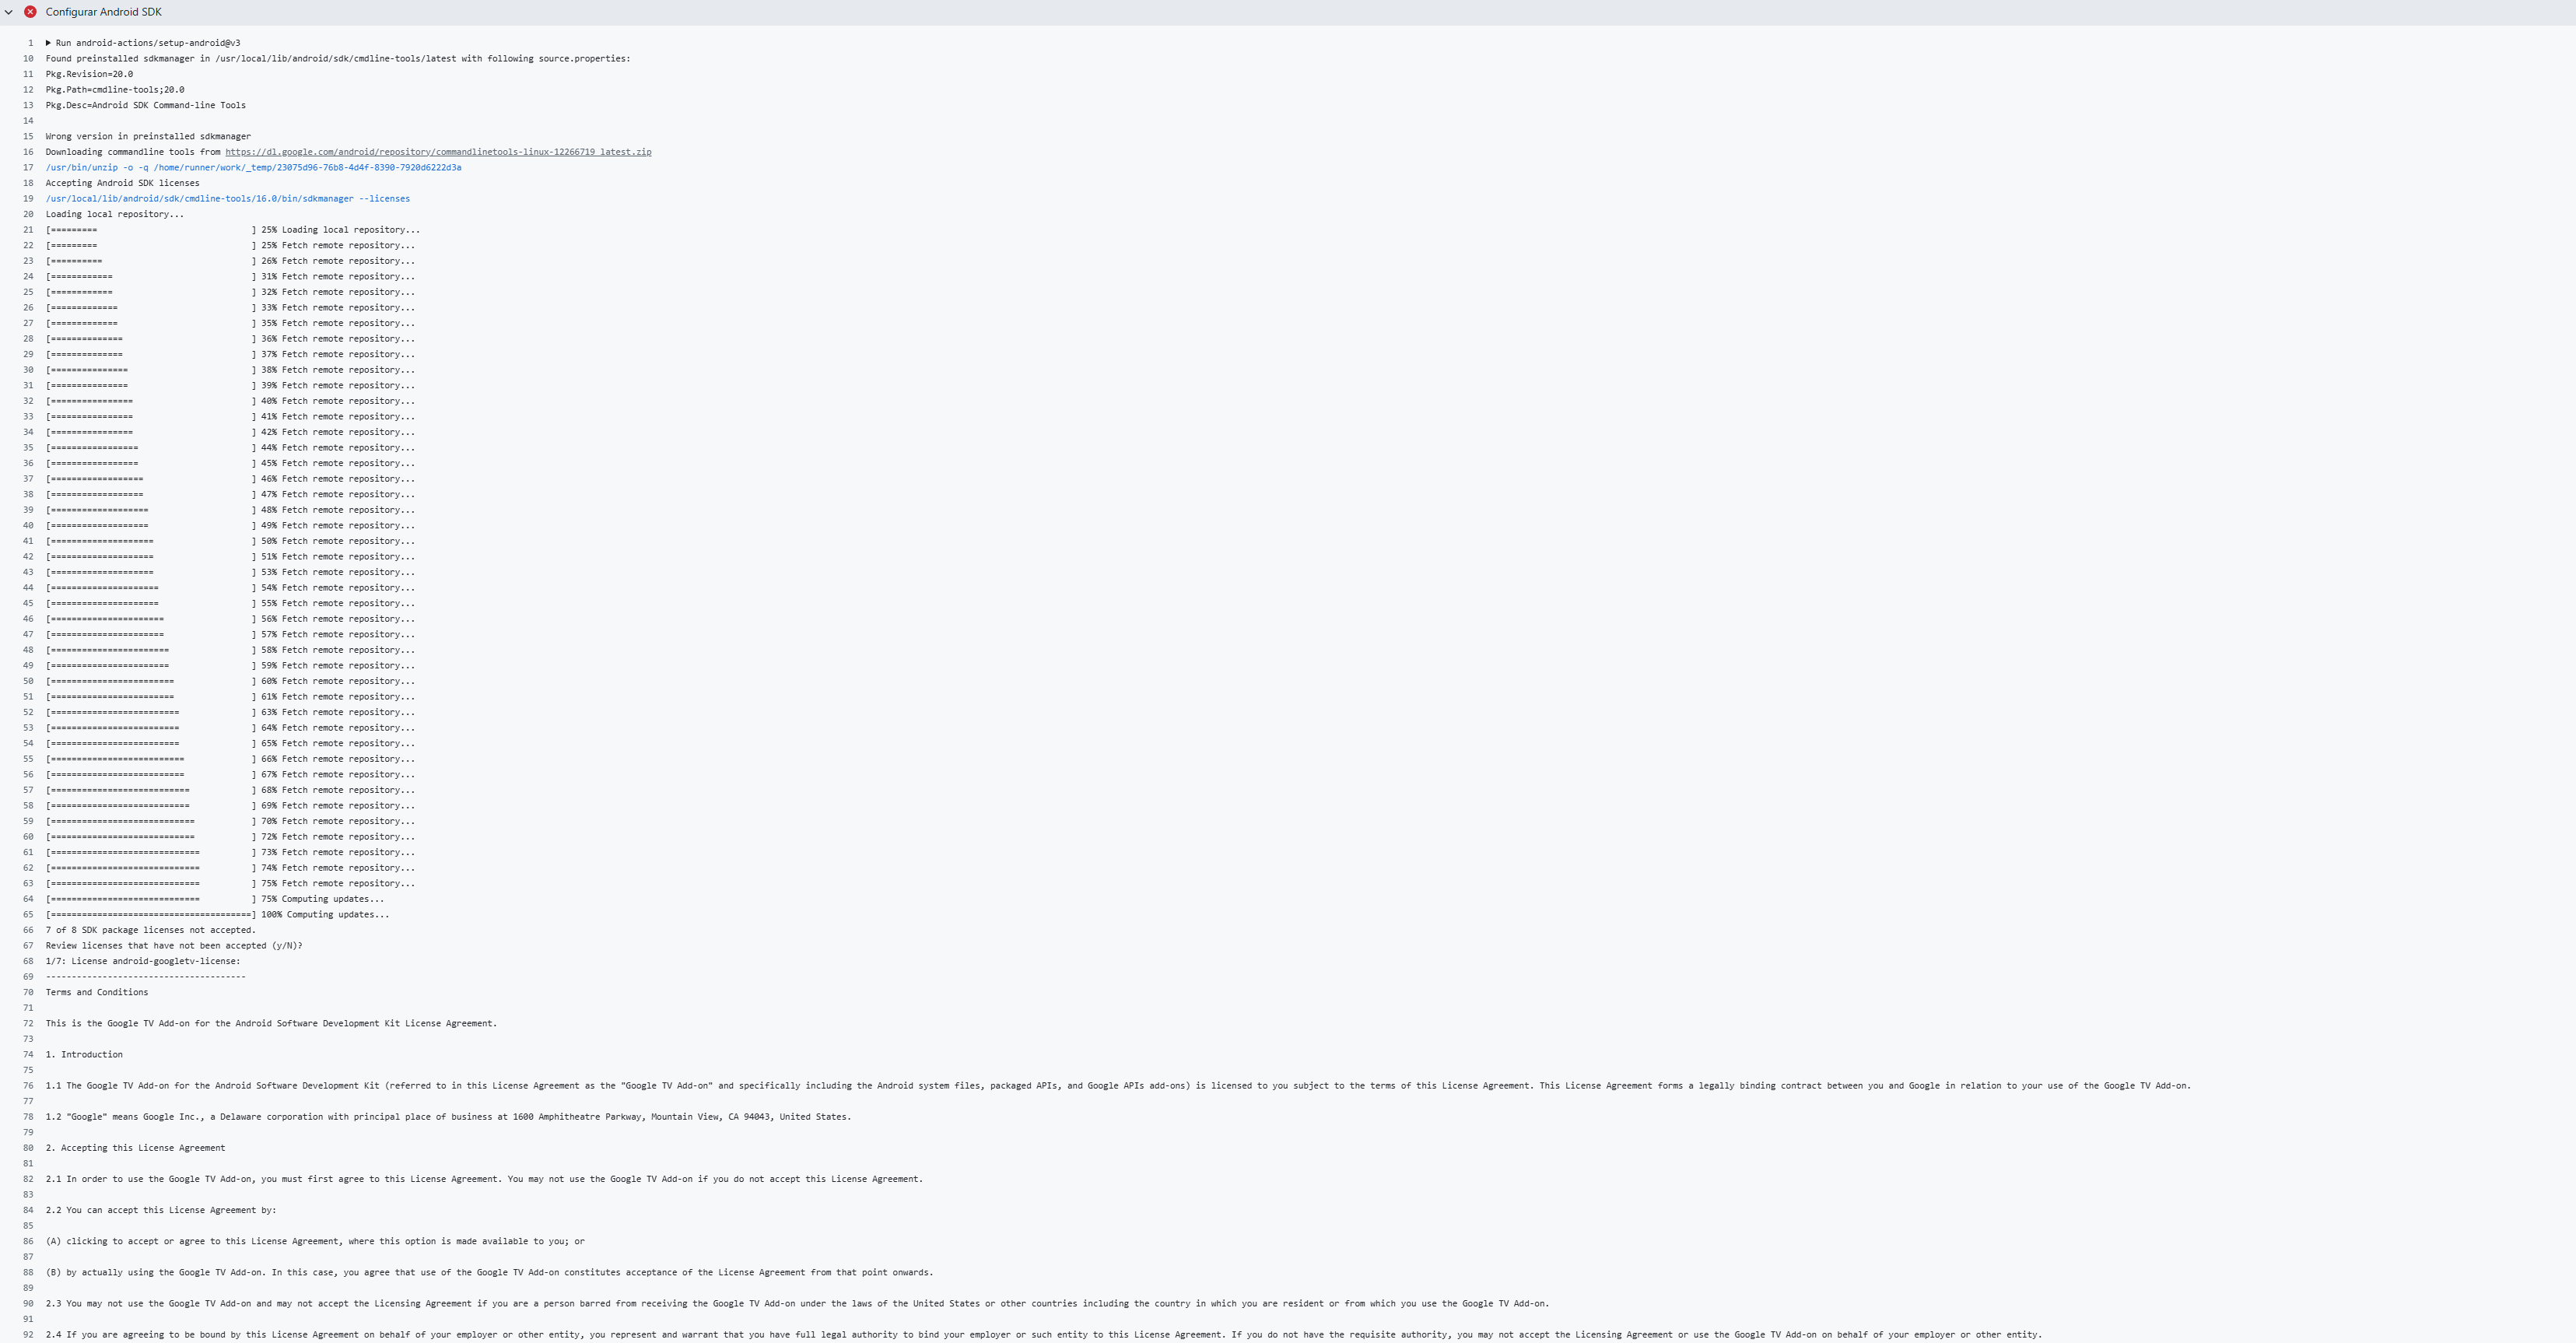 Configurar Android SDK
1 ▶ Run android-actions/setup-android@v3
10 Found preinstalled sdkmanager in /usr/local/lib/android/sdk/cmdline-tools/latest with following source.properties:
11 Pkg.Revision=20.0
12 Pkg.Path=cmdline-tools;20.0
13 Pkg.Desc=Android SDK Command-line Tools
14
15 Wrong version in preinstalled sdkmanager
16 Downloading commandline tools from https://dl.google.com/android/repository/commandlinetools-linux-12266719_latest.zip
17 /usr/bin/unzip -o -q /home/runner/work/_temp/23075d96-76b8-4d4f-8390-7920d6222d3a
18 Accepting Android SDK licenses
19 /usr/local/lib/android/sdk/cmdline-tools/16.0/bin/sdkmanager --licenses
20 Loading local repository...
21 [=========                              ] 25% Loading local repository...
22 [=========                              ] 25% Fetch remote repository...
23 [==========                             ] 26% Fetch remote repository...
24 [============                           ] 31% Fetch remote repository...
25 [============                           ] 32% Fetch remote repository...
26 [=============                          ] 33% Fetch remote repository...
27 [=============                          ] 35% Fetch remote repository...
28 [==============                         ] 36% Fetch remote repository...
29 [==============                         ] 37% Fetch remote repository...
30 [===============                        ] 38% Fetch remote repository...
31 [===============                        ] 39% Fetch remote repository...
32 [================                       ] 40% Fetch remote repository...
33 [================                       ] 41% Fetch remote repository...
34 [================                       ] 42% Fetch remote repository...
35 [=================                      ] 44% Fetch remote repository...
36 [=================                      ] 45% Fetch remote repository...
37 [==================                     ] 46% Fetch remote repository...
38 [==================                     ] 47% Fetch remote repository...
39 [===================                    ] 48% Fetch remote repository...
40 [===================                    ] 49% Fetch remote repository...
41 [====================                   ] 50% Fetch remote repository...
42 [====================                   ] 51% Fetch remote repository...
43 [====================                   ] 53% Fetch remote repository...
44 [=====================                  ] 54% Fetch remote repository...
45 [=====================                  ] 55% Fetch remote repository...
46 [======================                 ] 56% Fetch remote repository...
47 [======================                 ] 57% Fetch remote repository...
48 [=======================                ] 58% Fetch remote repository...
49 [=======================                ] 59% Fetch remote repository...
50 [========================               ] 60% Fetch remote repository...
51 [========================               ] 61% Fetch remote repository...
52 [=========================              ] 63% Fetch remote repository...
53 [=========================              ] 64% Fetch remote repository...
54 [=========================              ] 65% Fetch remote repository...
55 [==========================             ] 66% Fetch remote repository...
56 [==========================             ] 67% Fetch remote repository...
57 [===========================            ] 68% Fetch remote repository...
58 [===========================            ] 69% Fetch remote repository...
59 [============================           ] 70% Fetch remote repository...
60 [============================           ] 72% Fetch remote repository...
61 [=============================          ] 73% Fetch remote repository...
62 [=============================          ] 74% Fetch remote repository...
63 [=============================          ] 75% Fetch remote repository...
64 [=============================          ] 75% Computing updates...
65 [=======================================] 100% Computing updates...
66 7 of 8 SDK package licenses not accepted.
67 Review licenses that have not been accepted (y/N)?
68 1/7: License android-googletv-license:
69 ---------------------------------------
70 Terms and Conditions
71
72 This is the Google TV Add-on for the Android Software Development Kit License Agreement.
73
74 1. Introduction
75
76 1.1 The Google TV Add-on for the Android Software Development Kit (referred to in this License Agreement as the "Google TV Add-on" and specifically including the Android system files, packaged APIs, and Google APIs add-ons) is licensed to you subject to the terms of this License Agreement. This License Agreement forms a legally binding contract between you and Google in relation to your use of the Google TV Add-on.
77
78 1.2 "Google" means Google Inc., a Delaware corporation with principal place of business at 1600 Amphitheatre Parkway, Mountain View, CA 94043, United States.
79
80 2. Accepting this License Agreement
81
82 2.1 In order to use the Google TV Add-on, you must first agree to this License Agreement. You may not use the Google TV Add-on if you do not accept this License Agreement.
83
84 2.2 You can accept this License Agreement by:
85
86 (A) clicking to accept or agree to this License Agreement, where this option is made available to you; or
87
88 (B) by actually using the Google TV Add-on. In this case, you agree that use of the Google TV Add-on constitutes acceptance of the License Agreement from that point onwards.
89
90 2.3 You may not use the Google TV Add-on and may not accept the Licensing Agreement if you are a person barred from receiving the Google TV Add-on under the laws of the United States or other countries including the country in which you are resident or from which you use the Google TV Add-on.
91
92 2.4 If you are agreeing to be bound by this License Agreement on behalf of your employer or other entity, you represent and warrant that you have full legal authority to bind your employer or such entity to this License Agreement. If you do not have the requisite authority, you may not accept the Licensing Agreement or use the Google TV Add-on on behalf of your employer or other entity.